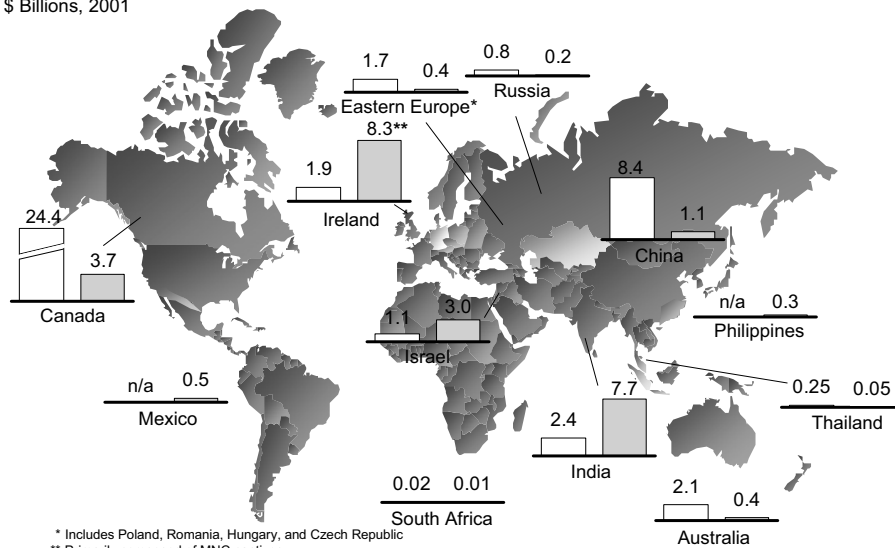 $ Billions, 2001
1.7 0.4
Eastern Europe*
0.8 0.2
Russia
1.9 8.3**
Ireland
8.4 1.1
China
24.4 3.7
Canada
n/a 0.3
Philippines
1.1 3.0
Israel
n/a 0.5
Mexico
0.25 0.05
Thailand
2.4 7.7
India
0.02 0.01
South Africa
2.1 0.4
Australia
* Includes Poland, Romania, Hungary, and Czech Republic